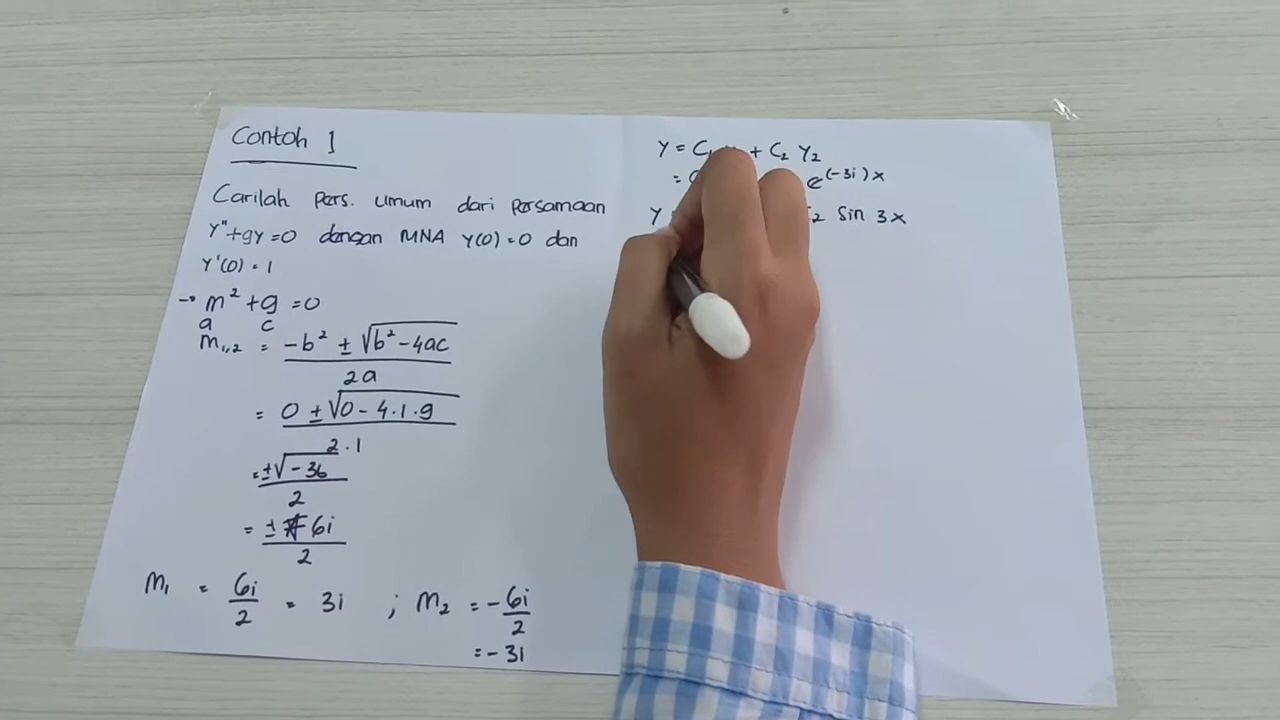 Contoh 1
Carilah Pers. Umum dari Persamaan
y"+9y=0 dengan MNA y(0)=0 dan
y'(0) = 1
→ m² + 9 = 0
a c
m₁,₂ = -b² ± √b² - 4ac
2a
= 0 ± √0 - 4.1.9
2.1
= ±√-36
2
= ± 6i
2
m₁ = 6i/2 = 3i ; m₂ = -6i/2
= -3i
y = C + C₂ y₂
= e^(-3i)x
y sin 3x